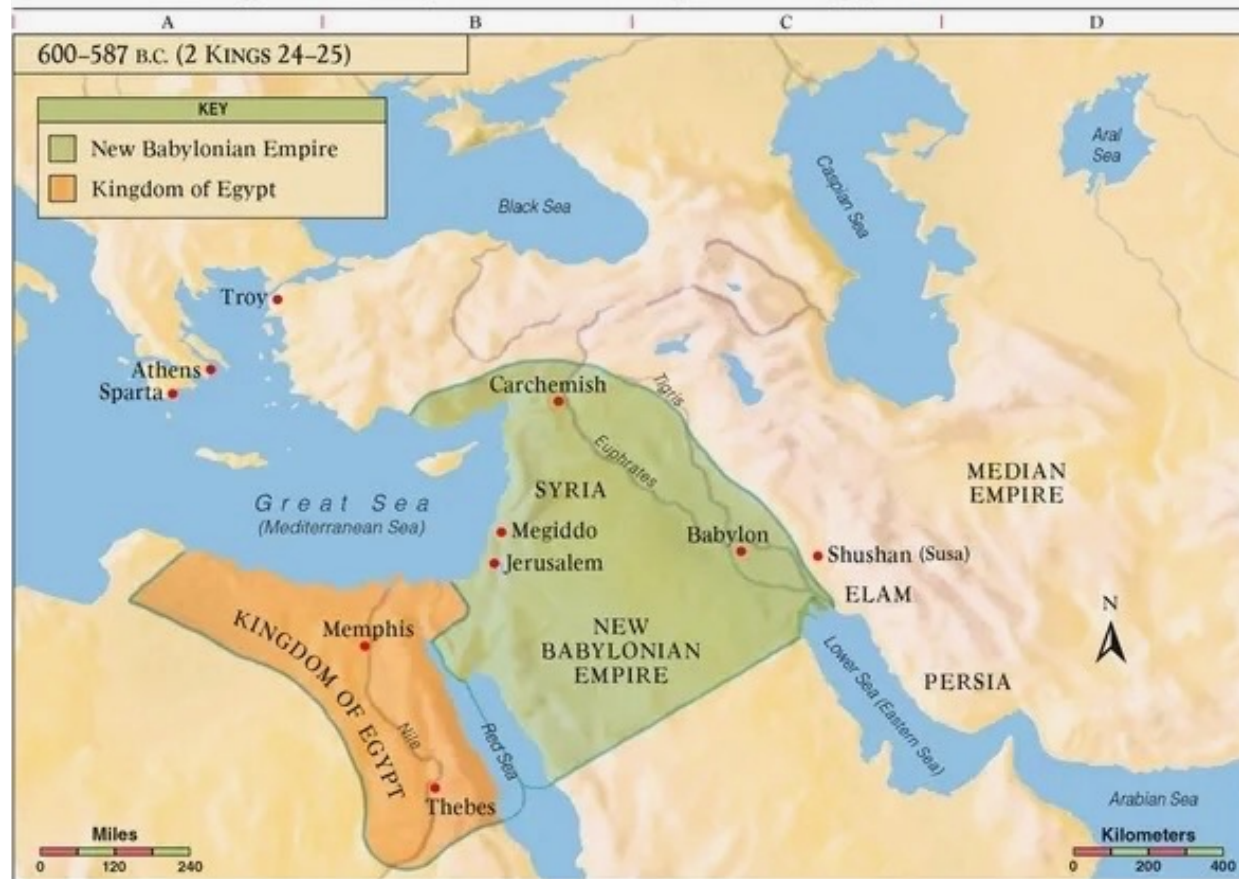 A B C D
600–587 B.C. (2 KINGS 24–25)
KEY
New Babylonian Empire
Kingdom of Egypt
Black Sea
Caspian Sea
Aral
Sea
Troy
Athens
Sparta
Carchemish
Tigris
Euphrates
SYRIA
MEDIAN
EMPIRE
Great Sea
(Mediterranean Sea)
Megiddo
Jerusalem
Babylon
Shushan (Susa)
ELAM
N
KINGDOM OF EGYPT
Memphis
NEW
BABYLONIAN
EMPIRE
Lower Sea (Eastern Sea)
PERSIA
Nile
Red Sea
Thebes
Arabian Sea
Miles
0 120 240
Kilometers
0 200 400